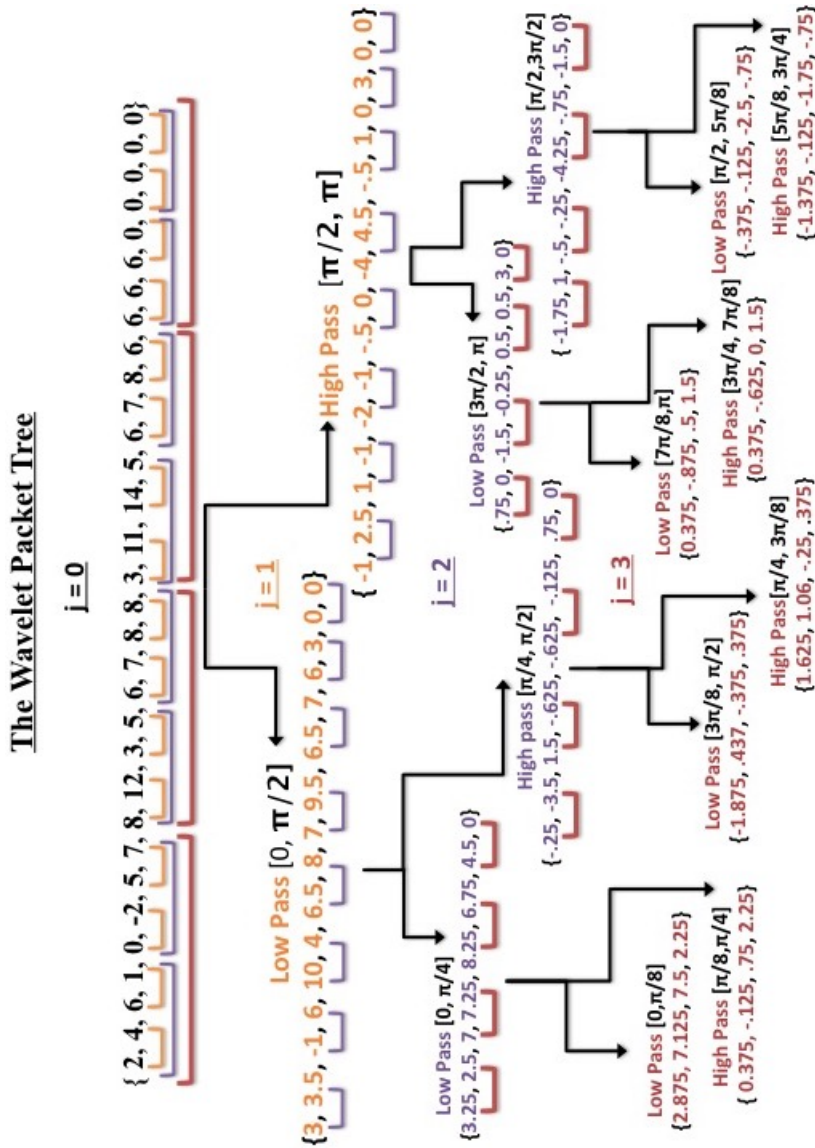 The Wavelet Packet Tree
j = 0
{ 2, 4, 6, 1, 0, -2, 5, 7, 8, 12, 3, 5, 6, 7, 8, 8, 3, 11, 14, 5, 6, 7, 8, 6, 6, 6, 6, 0, 0, 0, 0, 0}
j = 1
Low Pass [0, π/2]
{3, 3.5, -1, 6, 10, 4, 6.5, 8, 7, 9.5, 6.5, 7, 6, 3, 0, 0}
High Pass [π/2, π]
{ -1, 2.5, 1, -1, -2, -1, -.5, 0, -4, 4.5, -.5, 1, 0, 3, 0, 0}
j = 2
Low Pass [0, π/4]
{3.25, 2.5, 7, 7.25, 8.25, 6.75, 4.5, 0}
High pass [π/4, π/2]
{-.25, -3.5, 1.5, -.625, -.625, -.125, .75, 0}
Low Pass [3π/2, π]
{.75, 0, -1.5, -0.25, 0.5, 0.5, 3, 0}
High Pass [π/2,3π/2]
{ -1.75, 1, -.5, -.25, -4.25, -.75, -1.5, 0}
j = 3
Low Pass [0,π/8]
{2.875, 7.125, 7.5, 2.25}
High Pass [π/8,π/4]
{ 0.375, -.125, .75, 2.25}
Low Pass [3π/8, π/2]
{-1.875, .437, -.375, .375}
High Pass[π/4, 3π/8]
{1.625, 1.06, -.25, .375}
Low Pass [7π/8,π]
{0.375, -.875, .5, 1.5}
High Pass [3π/4, 7π/8]
{0.375, -.625, 0, 1.5}
Low Pass [π/2, 5π/8]
{-.375, -.125, -2.5, -.75}
High Pass [5π/8, 3π/4]
{-1.375, -.125, -1.75, -.75}